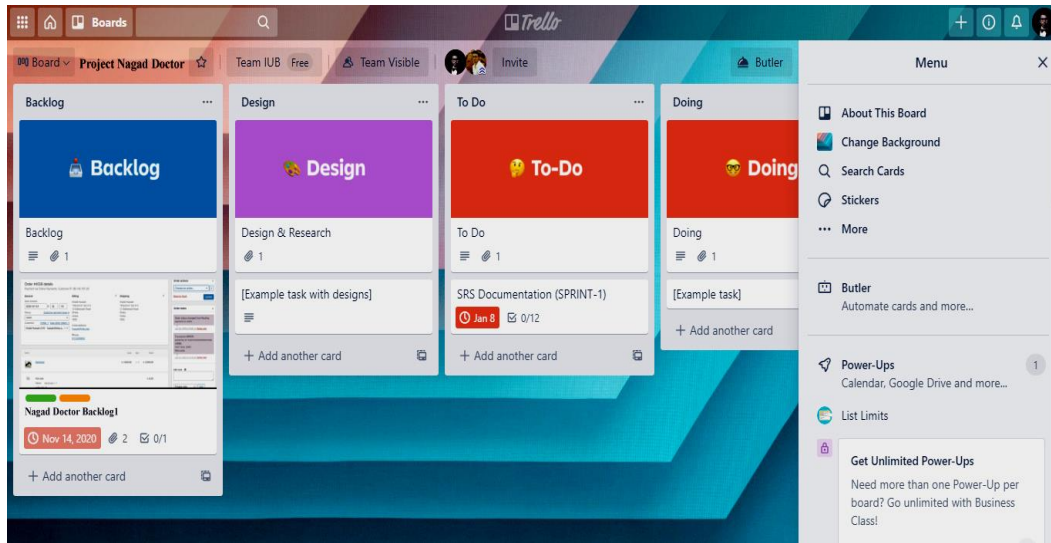 Boards
Trello
Board
Project Nagad Doctor
Team IUB
Free
Team Visible
Invite
Butler
Menu
Backlog
Backlog
Backlog
1
Nagad Doctor Backlog1
Nov 14, 2020
2
0/1
+ Add another card
Design
Design
Design & Research
1
[Example task with designs]
+ Add another card
To Do
To-Do
To Do
1
SRS Documentation (SPRINT-1)
Jan 8
0/12
+ Add another card
Doing
Doing
Doing
1
[Example task]
+ Add another card
About This Board
Change Background
Search Cards
Stickers
More
Butler
Automate cards and more...
Power-Ups
1
Calendar, Google Drive and more...
List Limits
Get Unlimited Power-Ups
Need more than one Power-Up per
board? Go unlimited with Business
Class!